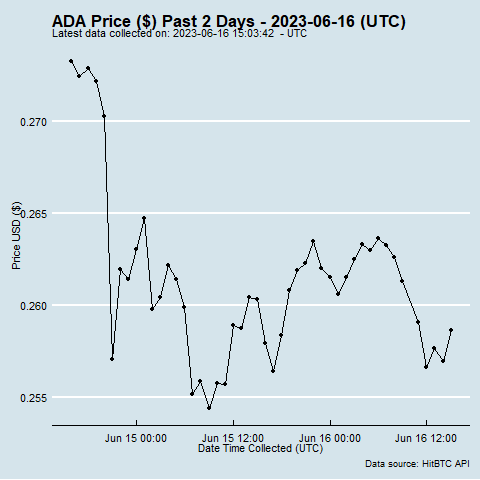 ADA Price ($) Past 2 Days - 2023-06-16 (UTC)
Latest data collected on: 2023-06-16 15:03:42  - UTC
Price USD ($)
0.270
0.265
0.260
0.255
Jun 15 00:00
Jun 15 12:00
Jun 16 00:00
Jun 16 12:00
Date Time Collected (UTC)
Data source: HitBTC API